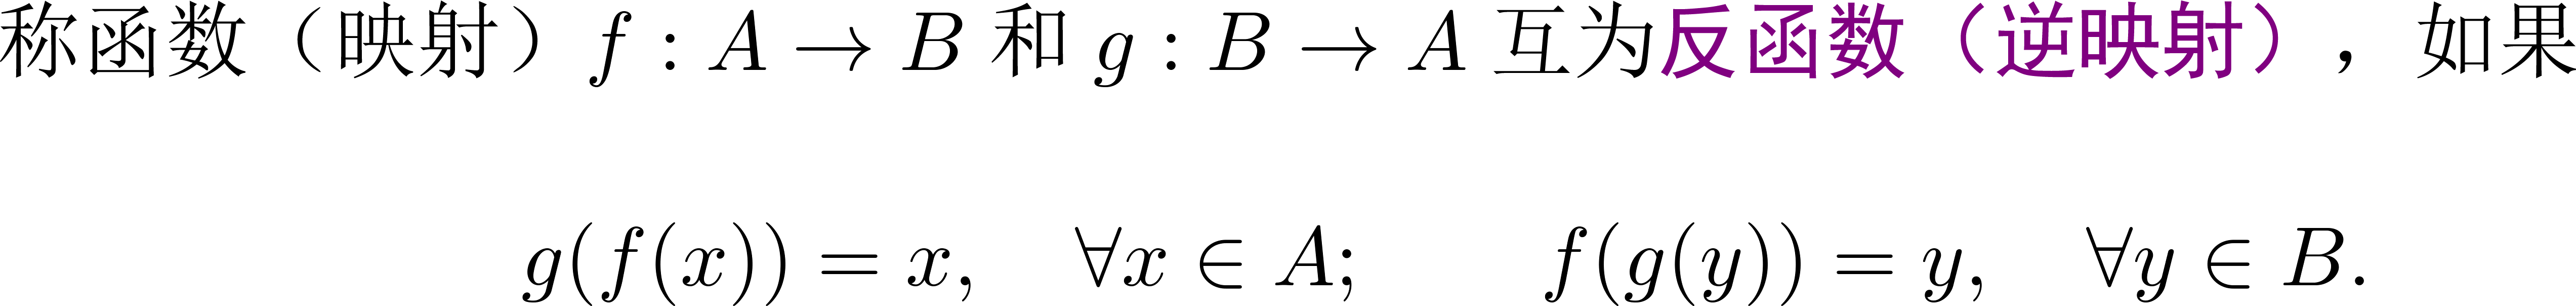 称函数（映射）f : A → B 和 g : B → A 互为反函数（逆映射），如果
g(f(x)) = x, ∀x ∈ A; f(g(y)) = y, ∀y ∈ B.